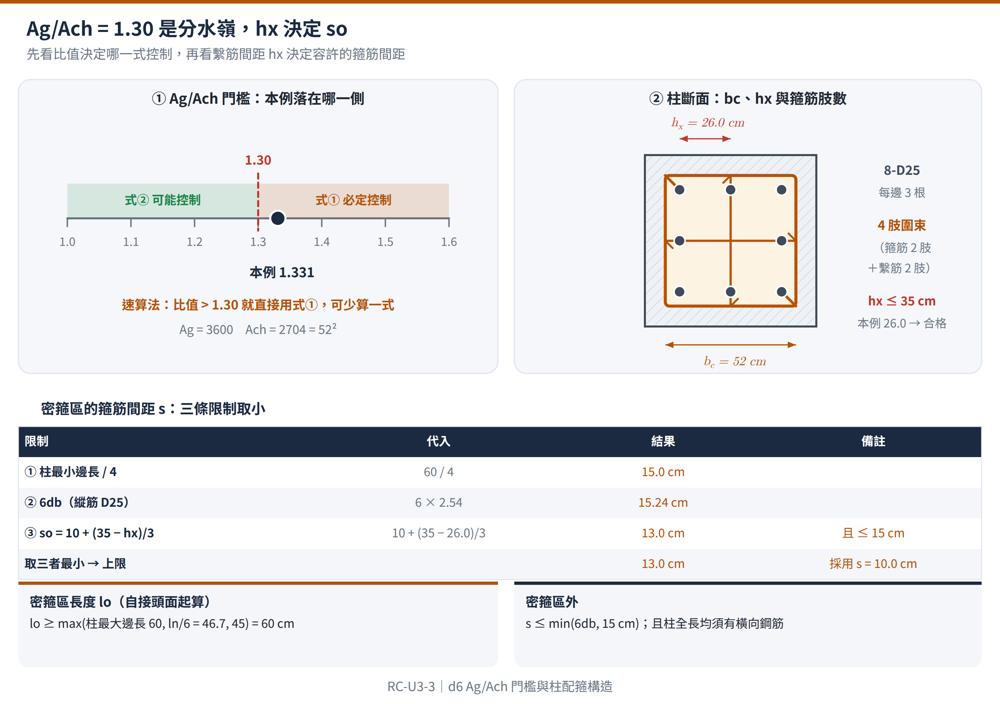 Ag/Ach = 1.30 是分水嶺，hx 決定 so
先看比值決定哪一式控制，再看繫筋間距 hx 決定容許的箍筋間距
① Ag/Ach 門檻：本例落在哪一側
1.30
式② 可能控制
式① 必定控制
1.0 1.1 1.2 1.3 1.4 1.5 1.6
本例 1.331
速算法：比值 > 1.30 就直接用式①，可少算一式
Ag = 3600 Ach = 2704 = 52²
② 柱斷面：bc、hx 與箍筋肢數
hx = 26.0 cm
8-D25
每邊 3 根
4 肢圍束
（箍筋 2 肢
＋繫筋 2 肢）
hx ≤ 35 cm
本例 26.0 → 合格
bc = 52 cm
密箍區的箍筋間距 s：三條限制取小
限制 代入 結果 備註
① 柱最小邊長 / 4 60 / 4 15.0 cm
② 6db（縱筋 D25） 6 × 2.54 15.24 cm
③ so = 10 + (35 − hx)/3 10 + (35 − 26.0)/3 13.0 cm 且 ≤ 15 cm
取三者最小 → 上限 13.0 cm 採用 s = 10.0 cm
密箍區長度 lo（自接頭面起算）
lo ≥ max(柱最大邊長 60, ln/6 = 46.7, 45) = 60 cm
密箍區外
s ≤ min(6db, 15 cm)；且柱全長均須有橫向鋼筋
RC-U3-3｜d6 Ag/Ach 門檻與柱配箍構造